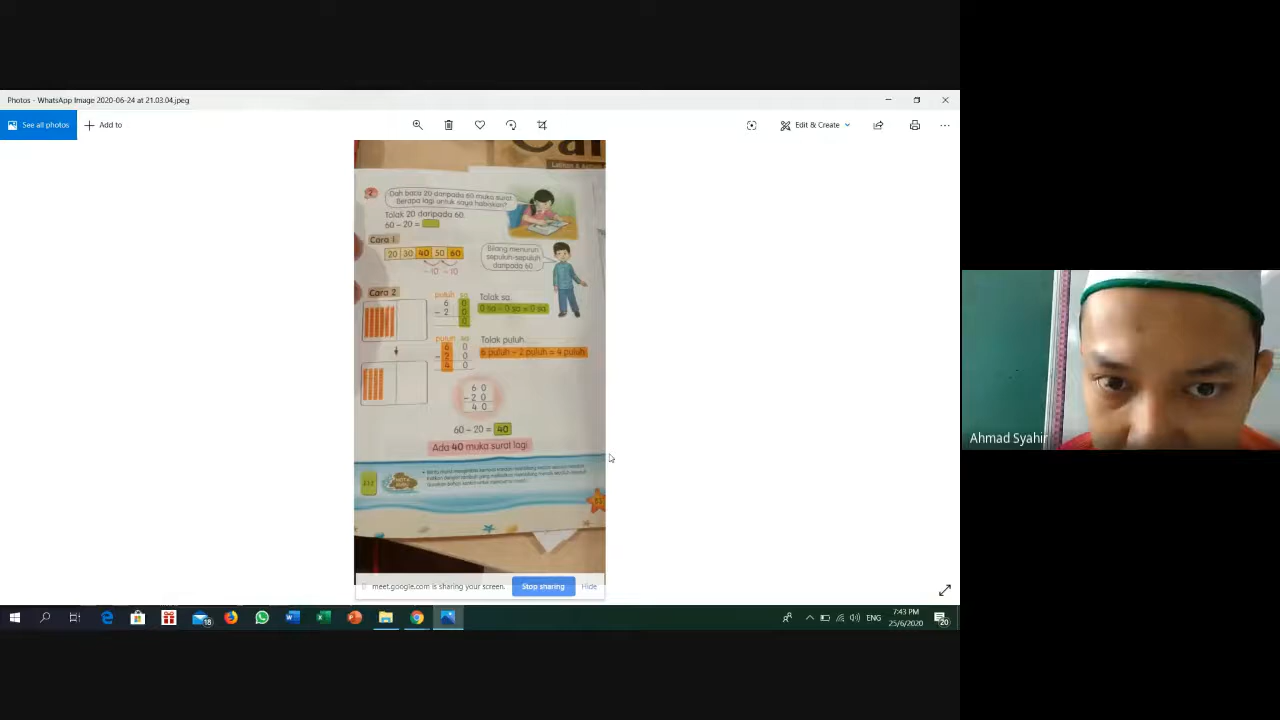 Photos - WhatsApp Image 2020-06-24 at 21.03.04.jpeg
See all photos
Add to
Edit & Create
2
Dah baca 20 daripada 60 muka surat.
Berapa lagi untuk saya habiskan?
Tolak 20 daripada 60.
60 – 20 =
Cara 1
20 30 40 50 60
–10 –10
Bilang menurun
sepuluh-sepuluh
daripada 60.
Cara 2
puluh sa
6 0
– 2 0
0
Tolak sa.
0 sa – 0 sa = 0 sa
puluh sa
6 0
– 2 0
4 0
Tolak puluh.
6 puluh – 2 puluh = 4 puluh
6 0
– 2 0
4 0
60 – 20 = 40
Ada 40 muka surat lagi
meet.google.com is sharing your screen.
Stop sharing
Hide
Ahmad Syahir
18
ENG
7:43 PM
25/6/2020
20